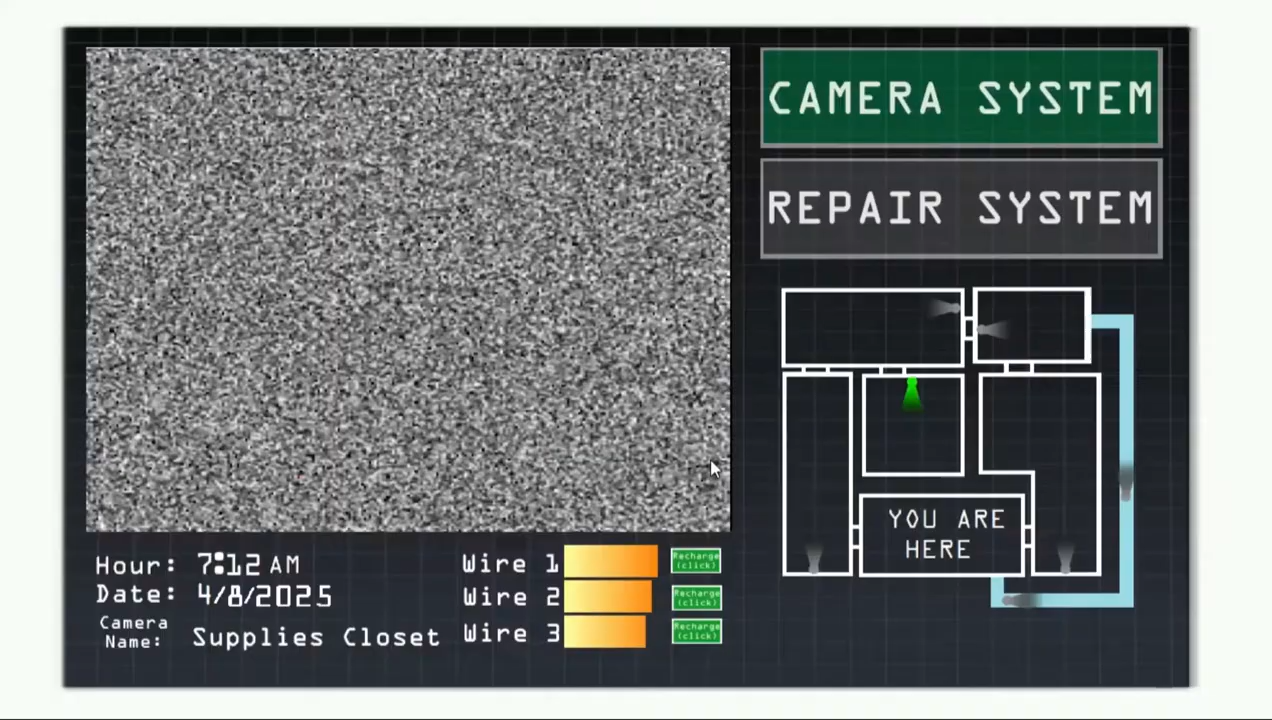 CAMERA SYSTEM
REPAIR SYSTEM
YOU ARE
HERE
Hour: 7:12 AM
Date: 4/8/2025
Camera
Name: Supplies Closet
Wire 1
Recharge
(click)
Wire 2
Recharge
(click)
Wire 3
Recharge
(click)